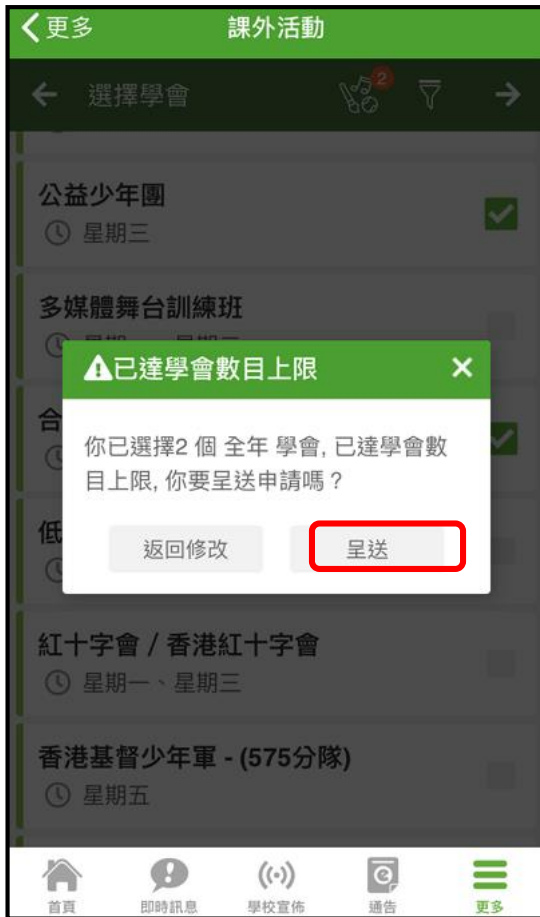 更多
課外活動
選擇學會
2
公益少年團
星期三
多媒體舞台訓練班
已達學會數目上限
合
你已選擇2 個 全年 學會, 已達學會數
目上限, 你要呈送申請嗎？
低
返回修改
呈送
紅十字會 / 香港紅十字會
星期一、星期三
香港基督少年軍 - (575分隊)
星期五
首頁
即時訊息
學校宣佈
通告
更多